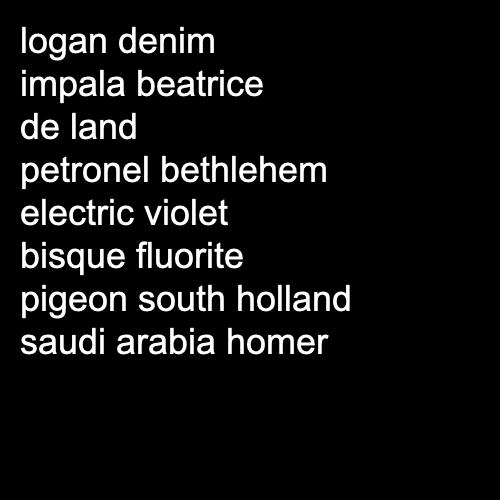 logan denim
impala beatrice
de land
petronel bethlehem
electric violet
bisque fluorite
pigeon south holland
saudi arabia homer